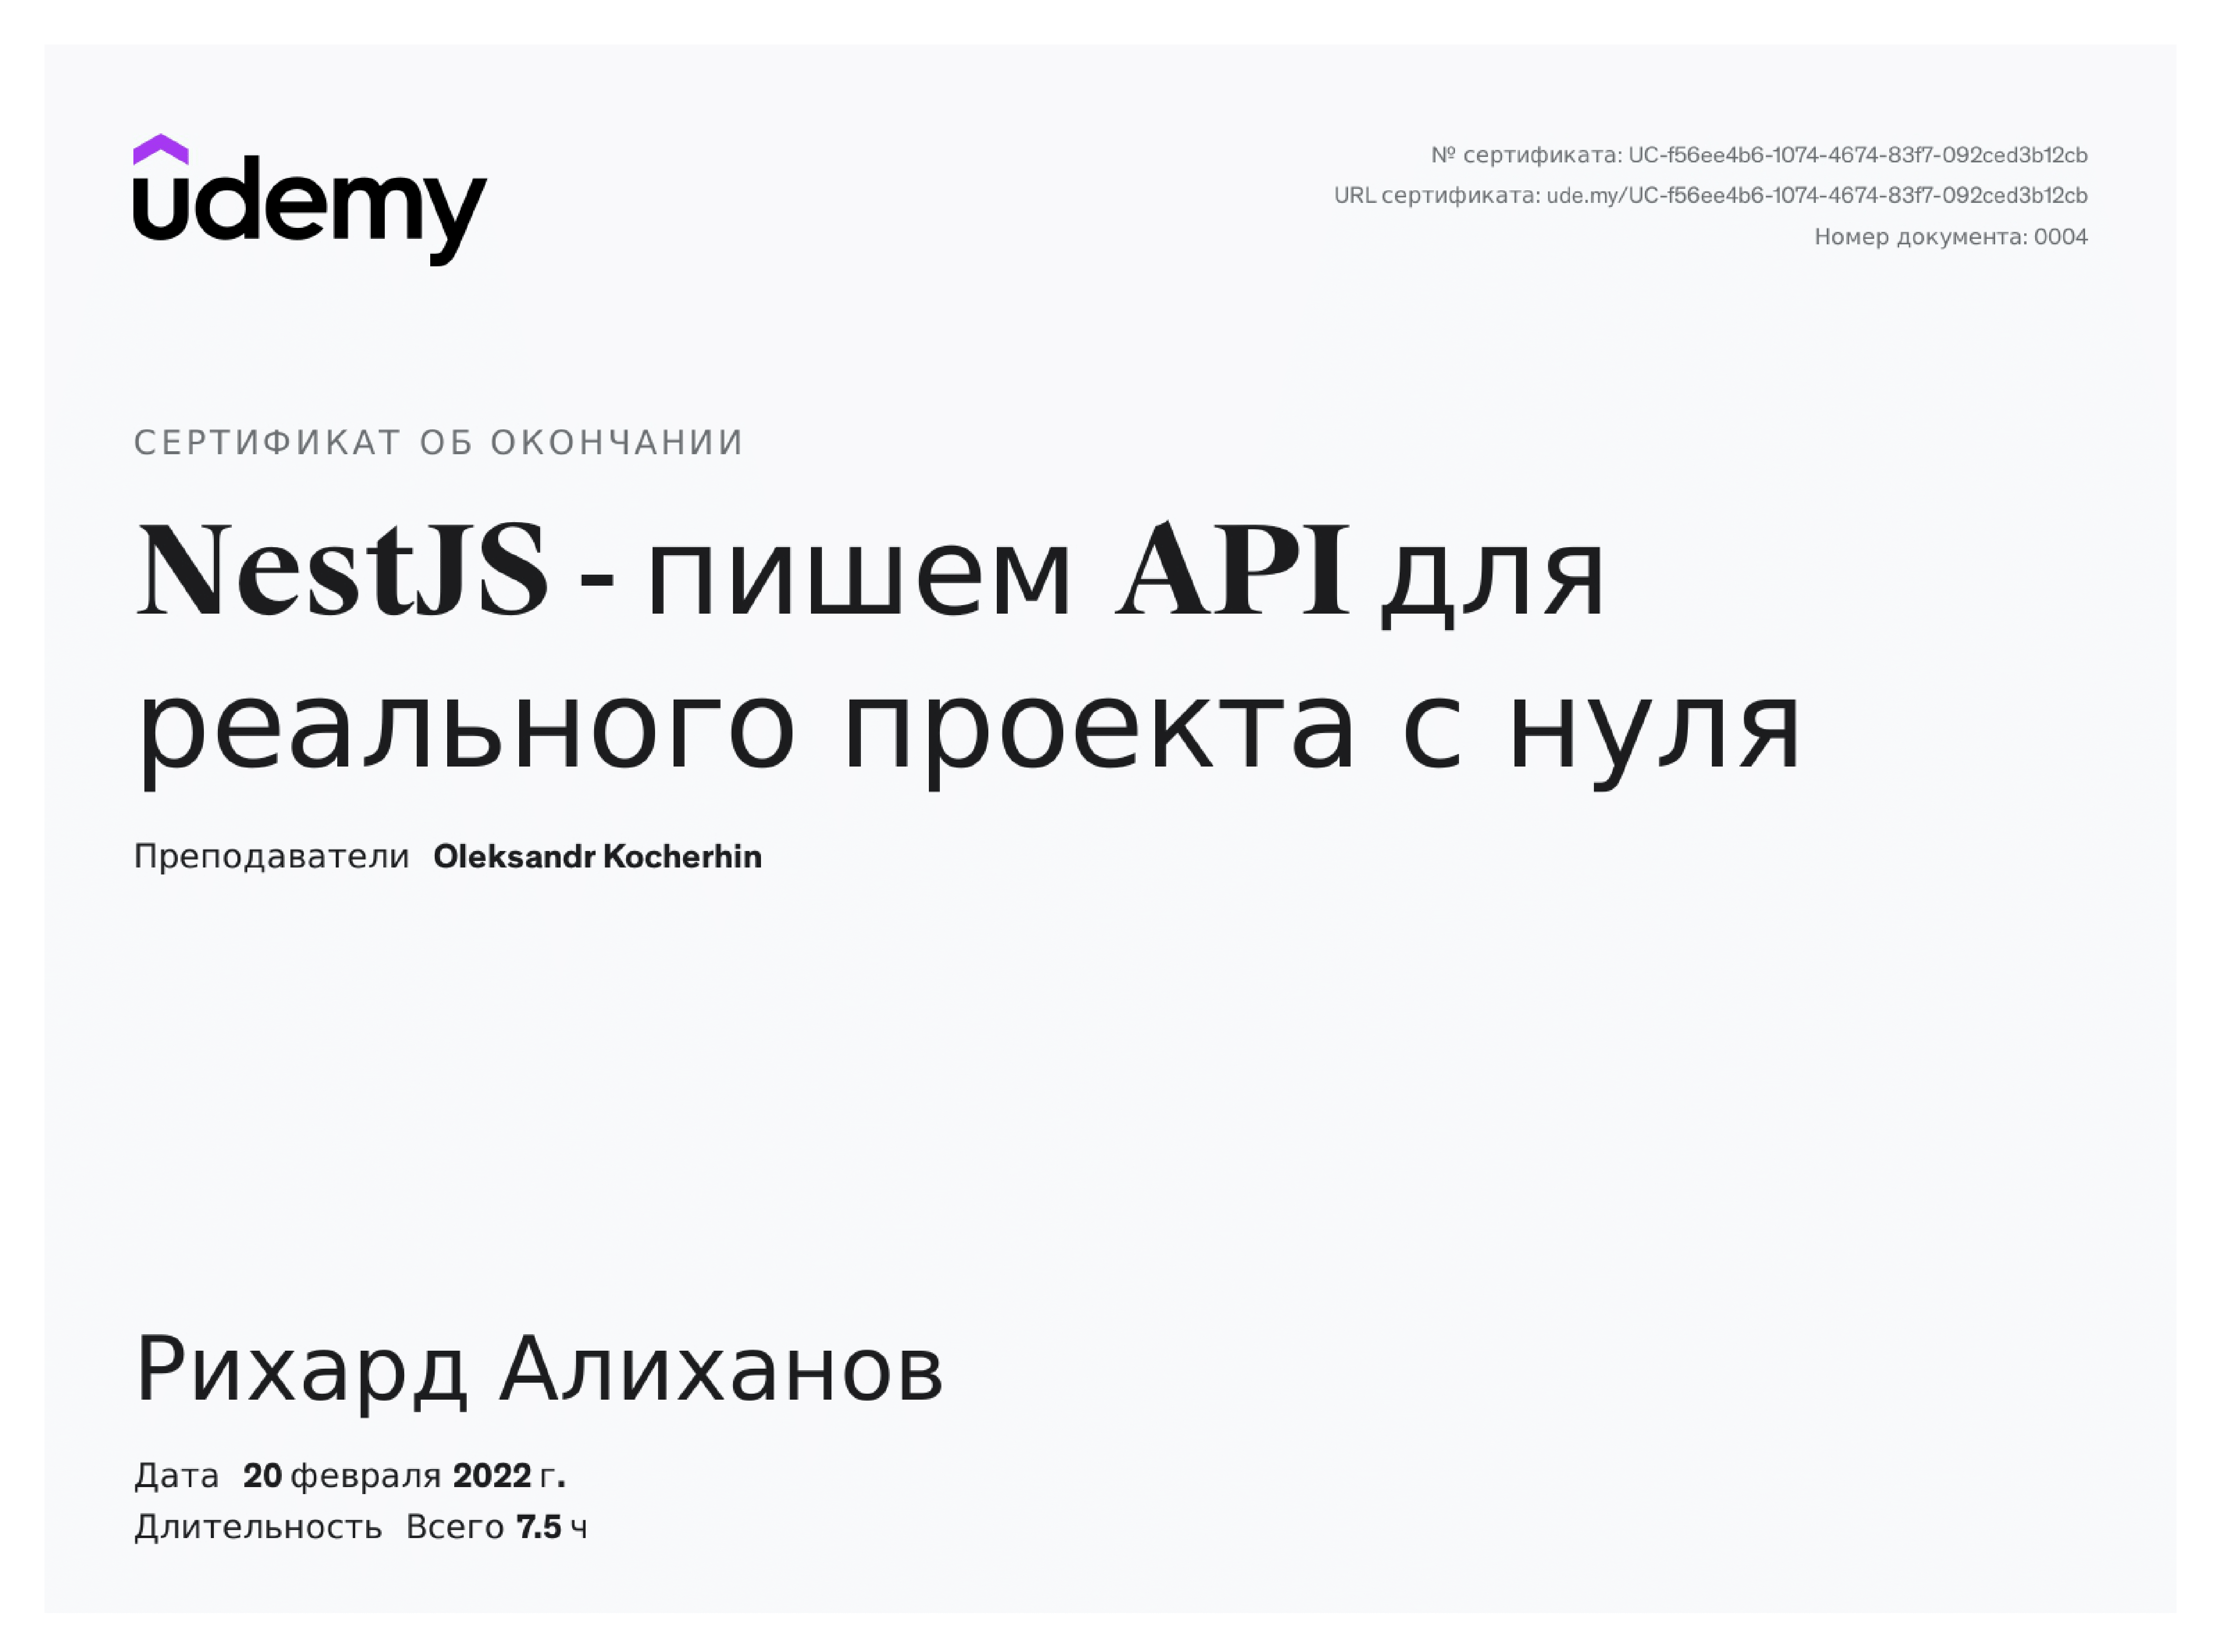 udemy
№ сертификата: UC-f56ee4b6-1074-4674-83f7-092ced3b12cb
URL сертификата: ude.my/UC-f56ee4b6-1074-4674-83f7-092ced3b12cb
Номер документа: 0004
СЕРТИФИКАТ ОБ ОКОНЧАНИИ
NestJS - пишем API для
реального проекта с нуля
Преподаватели Oleksandr Kocherhin
Рихард Алиханов
Дата 20 февраля 2022 г.
Длительность Всего 7.5 ч